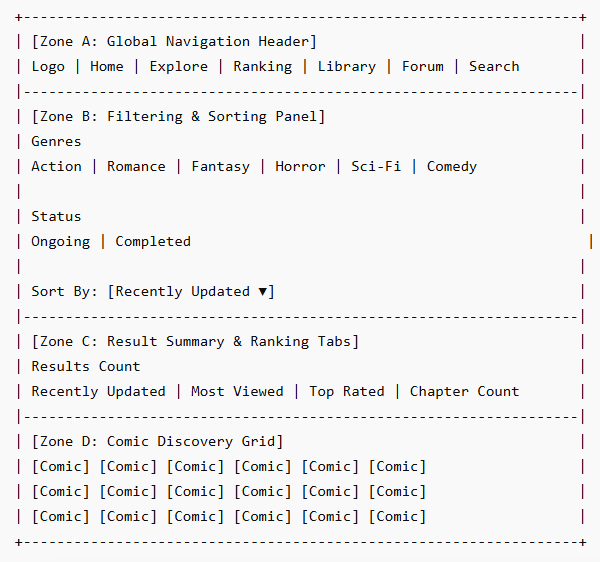 +------------------------------------------------------------------+
| [Zone A: Global Navigation Header]                               |
| Logo | Home | Explore | Ranking | Library | Forum | Search       |
|------------------------------------------------------------------|
| [Zone B: Filtering & Sorting Panel]                              |
| Genres                                                           |
| Action | Romance | Fantasy | Horror | Sci-Fi | Comedy            |
|                                                                  |
| Status                                                           |
| Ongoing | Completed                                               |
|                                                                  |
| Sort By: [Recently Updated ▼]                                    |
|------------------------------------------------------------------|
| [Zone C: Result Summary & Ranking Tabs]                          |
| Results Count                                                    |
| Recently Updated | Most Viewed | Top Rated | Chapter Count       |
|------------------------------------------------------------------|
| [Zone D: Comic Discovery Grid]                                   |
| [Comic] [Comic] [Comic] [Comic] [Comic] [Comic]                  |
| [Comic] [Comic] [Comic] [Comic] [Comic] [Comic]                  |
| [Comic] [Comic] [Comic] [Comic] [Comic] [Comic]                  |
+------------------------------------------------------------------+